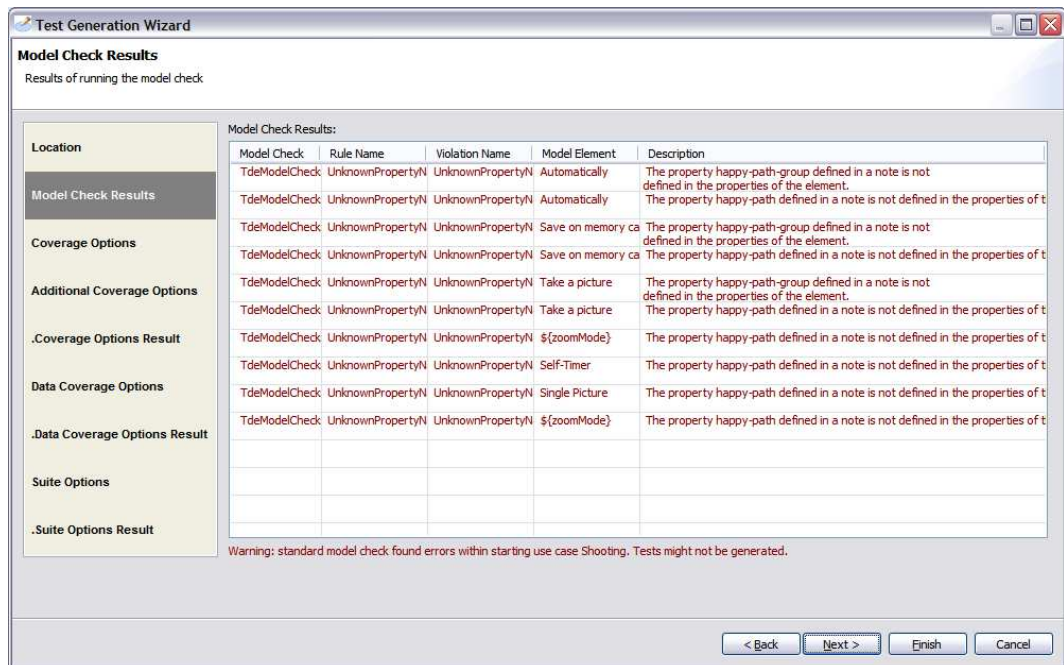 Test Generation Wizard
Model Check Results
Results of running the model check
Location
Model Check Results
Coverage Options
Additional Coverage Options
.Coverage Options Result
Data Coverage Options
.Data Coverage Options Result
Suite Options
.Suite Options Result
Model Check Results:
Model Check Rule Name Violation Name Model Element Description
TdeModelCheck UnknownPropertyN UnknownPropertyN Automatically The property happy-path-group defined in a note is not
defined in the properties of the element.
TdeModelCheck UnknownPropertyN UnknownPropertyN Automatically The property happy-path defined in a note is not defined in the properties of t
TdeModelCheck UnknownPropertyN UnknownPropertyN Save on memory ca The property happy-path-group defined in a note is not
defined in the properties of the element.
TdeModelCheck UnknownPropertyN UnknownPropertyN Save on memory ca The property happy-path defined in a note is not defined in the properties of t
TdeModelCheck UnknownPropertyN UnknownPropertyN Take a picture The property happy-path-group defined in a note is not
defined in the properties of the element.
TdeModelCheck UnknownPropertyN UnknownPropertyN Take a picture The property happy-path defined in a note is not defined in the properties of t
TdeModelCheck UnknownPropertyN UnknownPropertyN ${zoomMode} The property happy-path defined in a note is not defined in the properties of t
TdeModelCheck UnknownPropertyN UnknownPropertyN Self-Timer The property happy-path defined in a note is not defined in the properties of t
TdeModelCheck UnknownPropertyN UnknownPropertyN Single Picture The property happy-path defined in a note is not defined in the properties of t
TdeModelCheck UnknownPropertyN UnknownPropertyN ${zoomMode} The property happy-path defined in a note is not defined in the properties of t
Warning: standard model check found errors within starting use case Shooting. Tests might not be generated.
< Back Next > Finish Cancel